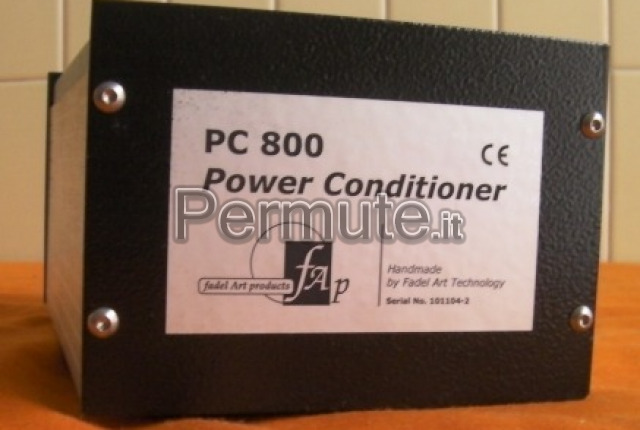 PC 800
CE
Power Conditioner
Permute.it
fadel Art products
fAp
Handmade
by Fadel Art Technology
Serial No. 101104-2